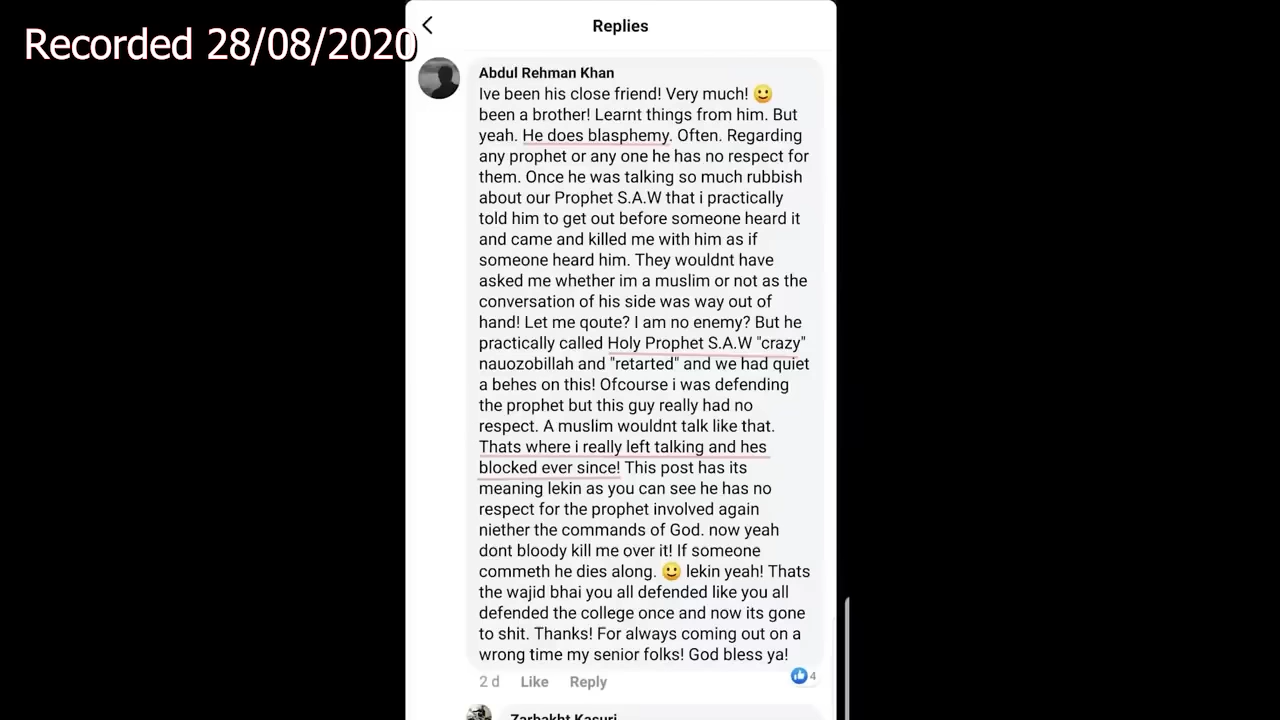 Recorded 28/08/2020
Replies
Abdul Rehman Khan
Ive been his close friend! Very much! 🙂
been a brother! Learnt things from him. But
yeah. He does blasphemy. Often. Regarding
any prophet or any one he has no respect for
them. Once he was talking so much rubbish
about our Prophet S.A.W that i practically
told him to get out before someone heard it
and came and killed me with him as if
someone heard him. They wouldnt have
asked me whether im a muslim or not as the
conversation of his side was way out of
hand! Let me qoute? I am no enemy? But he
practically called Holy Prophet S.A.W "crazy"
nauozobillah and "retarted" and we had quiet
a behes on this! Ofcourse i was defending
the prophet but this guy really had no
respect. A muslim wouldnt talk like that.
Thats where i really left talking and hes
blocked ever since! This post has its
meaning lekin as you can see he has no
respect for the prophet involved again
niether the commands of God. now yeah
dont bloody kill me over it! If someone
commeth he dies along. 🙂 lekin yeah! Thats
the wajid bhai you all defended like you all
defended the college once and now its gone
to shit. Thanks! For always coming out on a
wrong time my senior folks! God bless ya!
2 d Like Reply 4
Zarbakht Kasuri